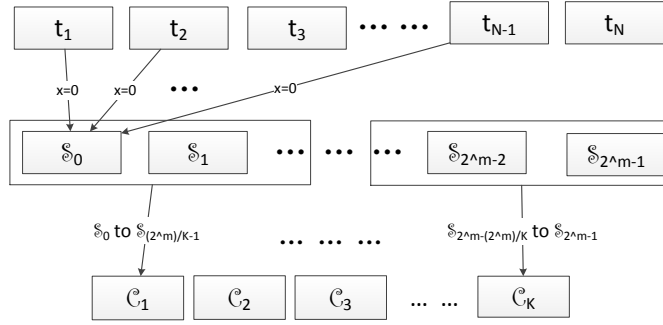 t1 t2 t3 ... ... tN-1 tN
x=0 x=0 ... x=0
𝕊0 𝕊1 ... ... ... 𝕊2^m-2 𝕊2^m-1
𝕊0 to 𝕊(2^m)/K-1 𝕊2^m-(2^m)/K to 𝕊2^m-1
... ... ...
ℂ1 ℂ2 ℂ3 ... ... ℂK